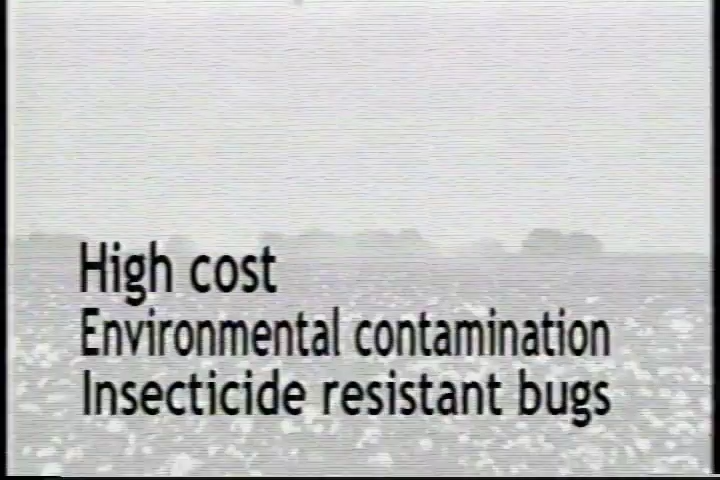 High cost
Environmental contamination
Insecticide resistant bugs